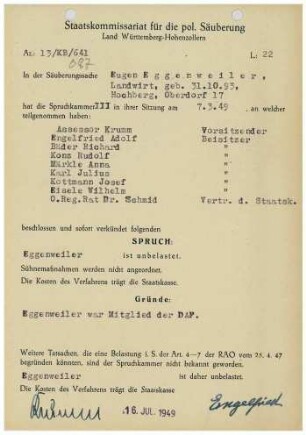 Staatskommissariat für die pol. Säuberung
Land Württemberg-Hohenzollern
Az: 13/KB/641
087
L: 22
In der Säuberungssache Eugen Eggenweiler,
Landwirt, geb. 31.10.93,
Hochberg, Oberdorf 17
hat die Spruchkammer III in ihrer Sitzung am 7.3.49 , an welcher
teilgenommen haben:
Assessor Krumm Vorsitzender
Engelfried Adolf Beisitzer
Bäder Richard "
Kons Rudolf "
Märkle Anna "
Karl Julius "
Kottmann Josef "
Eisele Wilhelm "
O.Reg.Rat Dr. Schmid Vertr. d. Staatsk.
beschlossen und sofort verkündet folgenden
SPRUCH:
Eggenweiler ist unbelastet.
Sühnemaßnahmen werden nicht angeordnet.
Die Kosten des Verfahrens trägt die Staatskasse.
Gründe:
Eggenweiler war Mitglied der DAF.
Weitere Tatsachen, die eine Belastung i. S. der Art. 4-7 der RAO vom 25. 4. 47
begründen könnten, sind der Spruchkammer nicht bekannt geworden.
Eggenweiler ist daher unbelastet.
Die Kosten des Verfahrens trägt die Staatskasse
16. JUL 1949
Engelfried